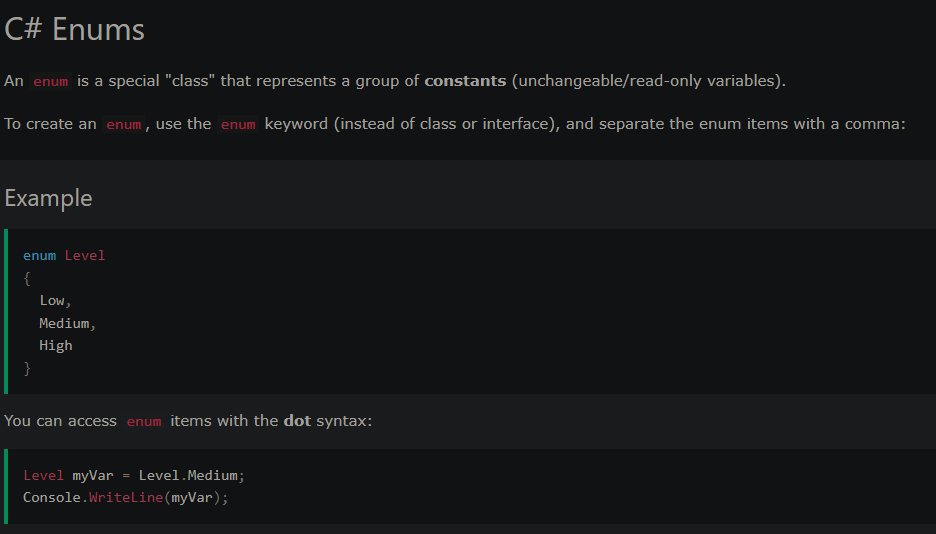 C# Enums
An enum is a special "class" that represents a group of constants (unchangeable/read-only variables).
To create an enum, use the enum keyword (instead of class or interface), and separate the enum items with a comma:
Example
enum Level
{
  Low,
  Medium,
  High
}
You can access enum items with the dot syntax:
Level myVar = Level.Medium;
Console.WriteLine(myVar);